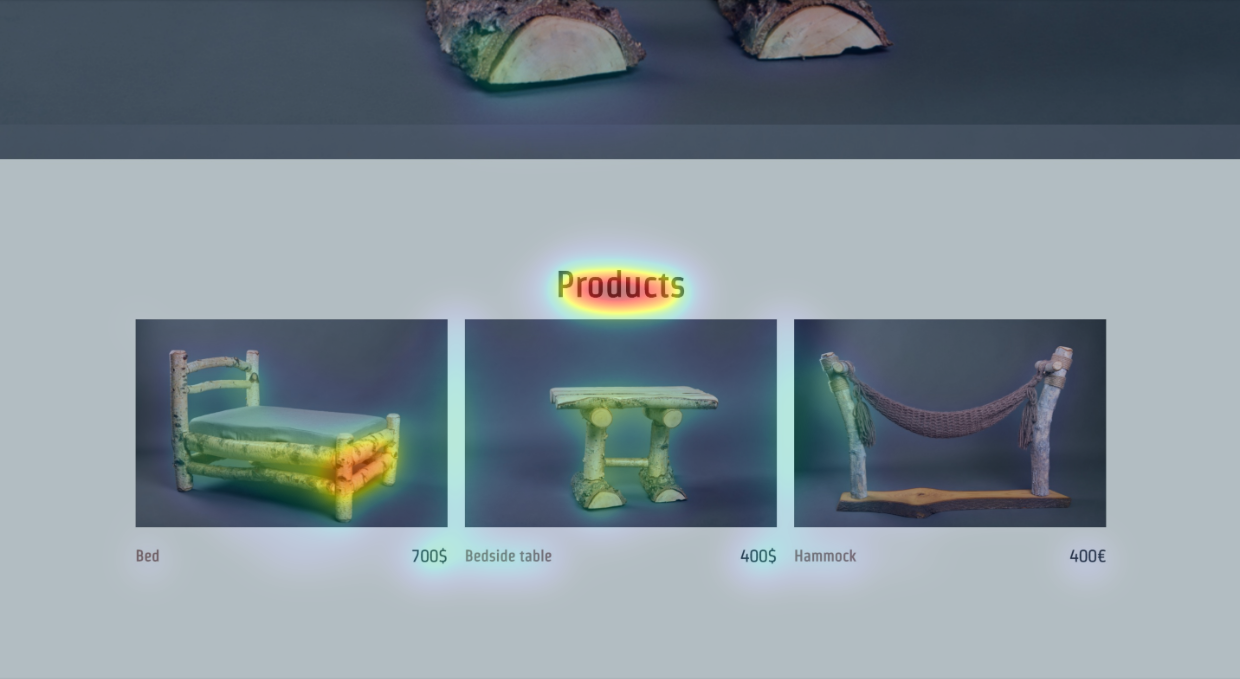 Products
Bed 700$ Bedside table 400$ Hammock 400€